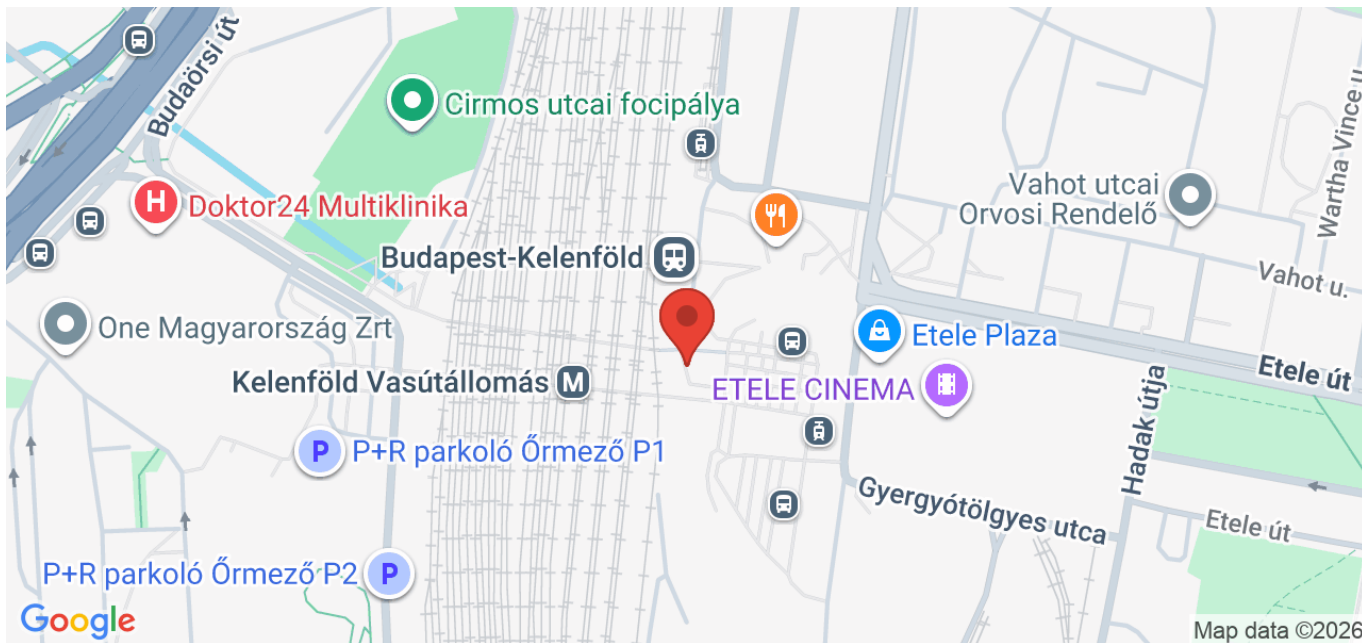 Budaörsi út
Cirmos utcai focipálya
H
Doktor24 Multiklinika
Vahot utcai
Orvosi Rendelő
Wartha Vince u.
Budapest-Kelenföld
Vahot u.
One Magyarország Zrt
Etele Plaza
Etele út
Kelenföld Vasútállomás M
ETELE CINEMA
Hadak útja
P P+R parkoló Őrmező P1
Gyergyótölgyes utca
Etele út
P+R parkoló Őrmező P2 P
Google
Map data ©2026